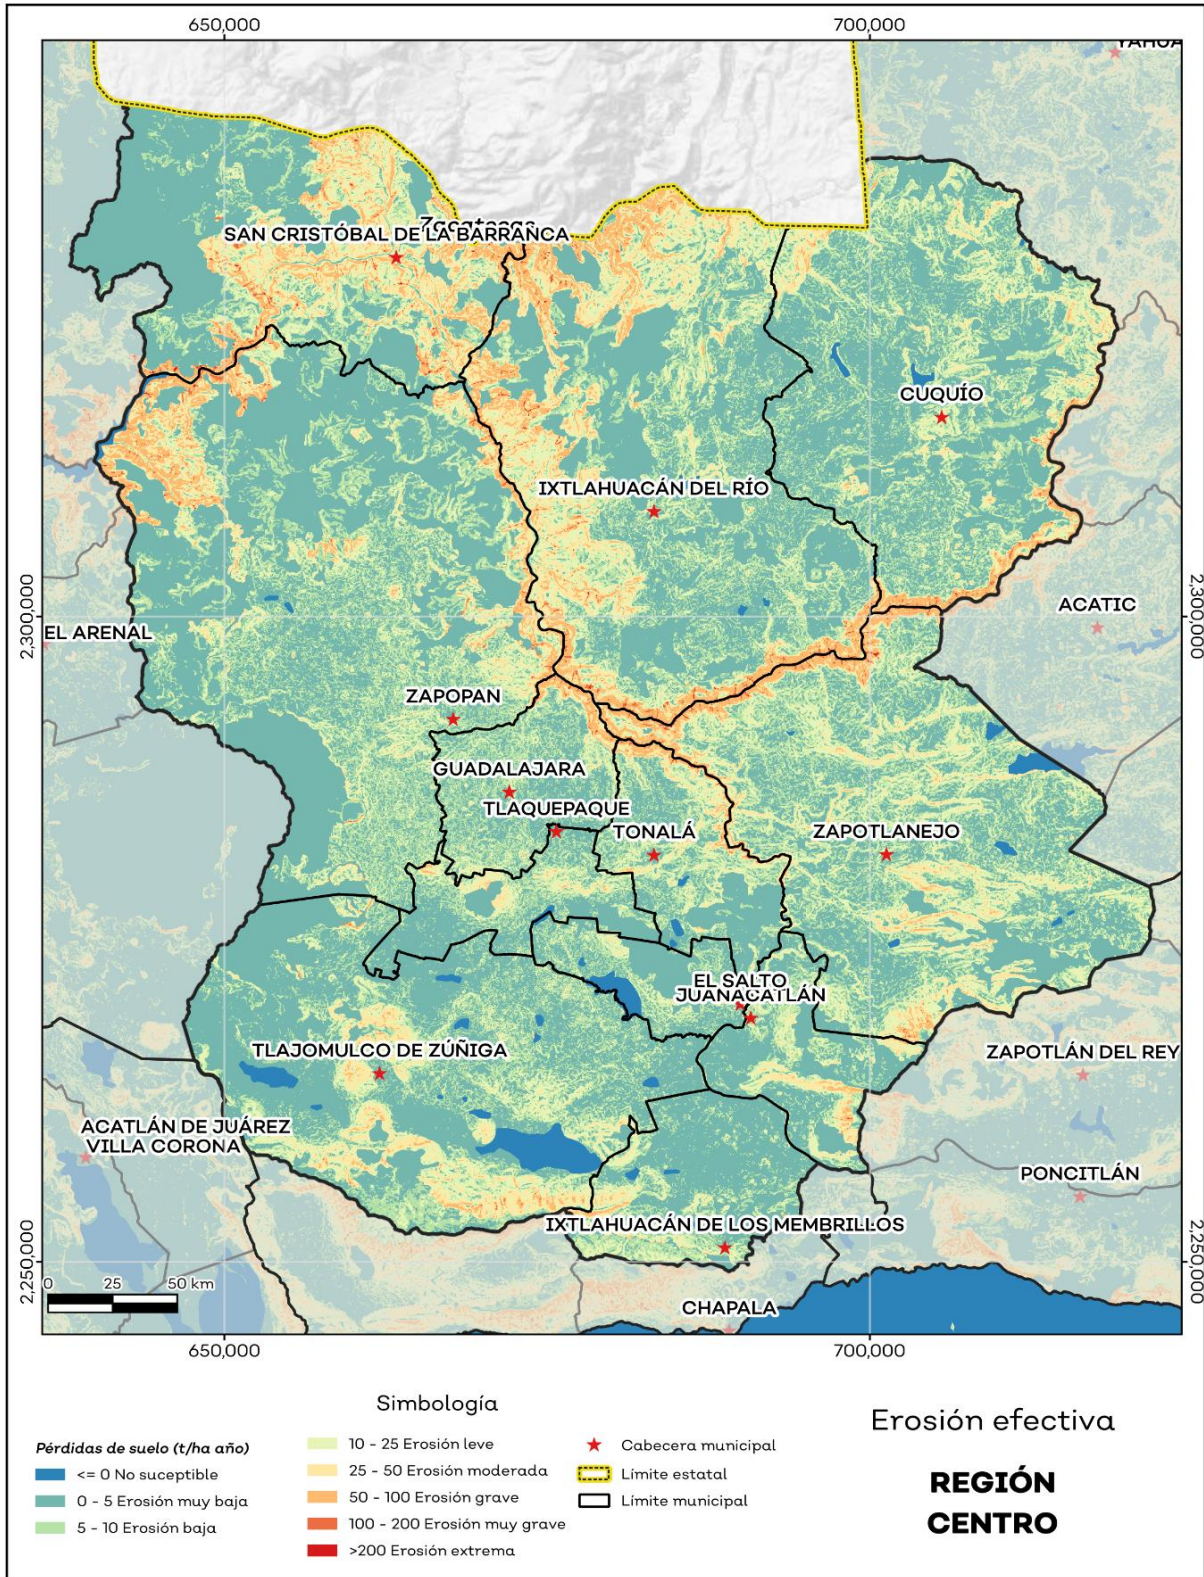 650,000
700,000
YAHUA
Zacatecas
SAN CRISTÓBAL DE LA BARRANCA
CUQUÍO
IXTLAHUACÁN DEL RÍO
2,300,000
2,300,000
ACATIC
EL ARENAL
ZAPOPAN
GUADALAJARA
TLAQUEPAQUE
TONALÁ
ZAPOTLANEJO
EL SALTO
JUANACATLÁN
TLAJOMULCO DE ZÚÑIGA
ZAPOTLÁN DEL REY
ACATLÁN DE JUÁREZ
VILLA CORONA
PONCITLÁN
IXTLAHUACÁN DE LOS MEMBRILLOS
2,250,000
2,250,000
0 25 50 km
CHAPALA
650,000
700,000
Simbología
Pérdidas de suelo (t/ha año)
<= 0 No suceptible
0 - 5 Erosión muy baja
5 - 10 Erosión baja
10 - 25 Erosión leve
25 - 50 Erosión moderada
50 - 100 Erosión grave
100 - 200 Erosión muy grave
>200 Erosión extrema
Cabecera municipal
Límite estatal
Límite municipal
Erosión efectiva
REGIÓN
CENTRO